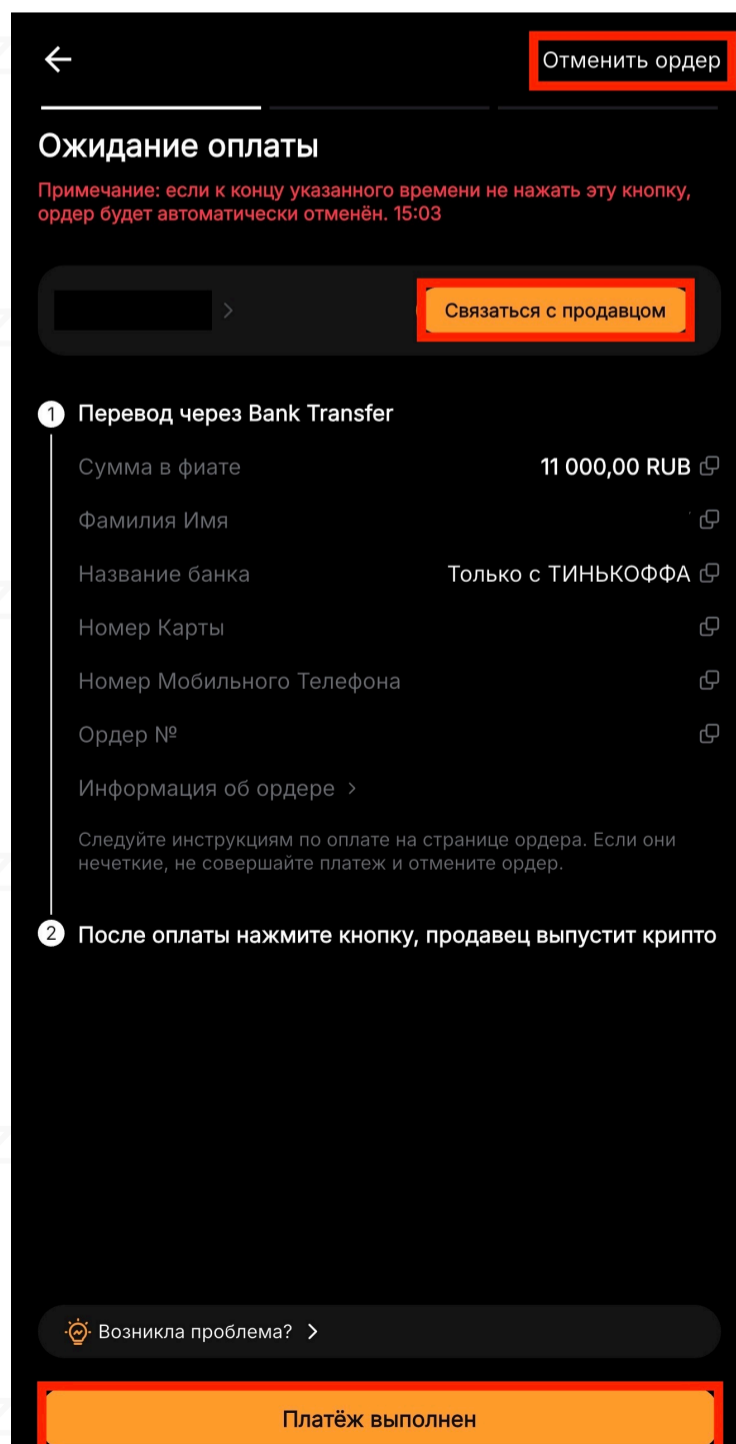 Отменить ордер
Ожидание оплаты
Примечание: если к концу указанного времени не нажать эту кнопку,
ордер будет автоматически отменён. 15:03
Связаться с продавцом
1 Перевод через Bank Transfer
Сумма в фиате 11 000,00 RUB
Фамилия Имя
Название банка Только с ТИНЬКОФФА
Номер Карты
Номер Мобильного Телефона
Ордер №
Информация об ордере >
Следуйте инструкциям по оплате на странице ордера. Если они
нечеткие, не совершайте платеж и отмените ордер.
2 После оплаты нажмите кнопку, продавец выпустит крипто
Возникла проблема? >
Платёж выполнен